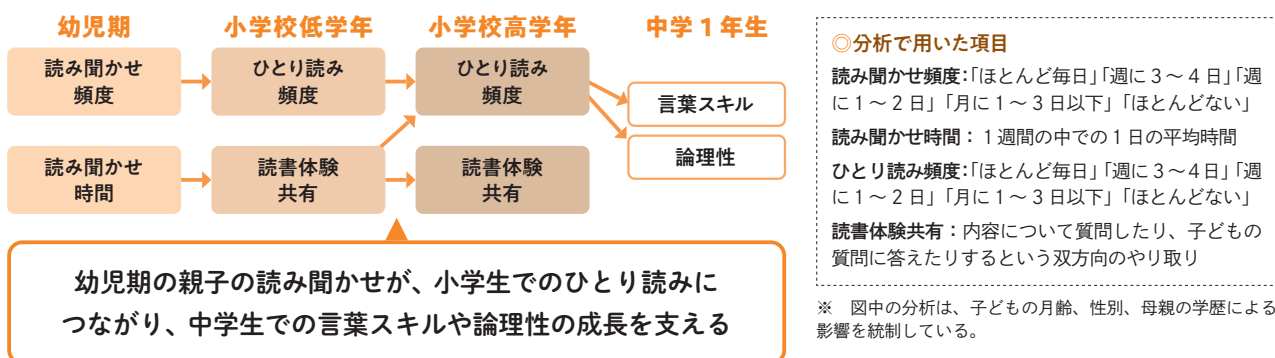 幼児期
小学校低学年
小学校高学年
中学1年生
読み聞かせ
頻度
ひとり読み
頻度
ひとり読み
頻度
言葉スキル
論理性
読み聞かせ
時間
読書体験
共有
読書体験
共有
幼児期の親子の読み聞かせが、小学生でのひとり読みに
つながり、中学生での言葉スキルや論理性の成長を支える
◎分析で用いた項目
読み聞かせ頻度:「ほとんど毎日」「週に3～4日」「週
に1～2日」「月に1～3日以下」「ほとんどない」
読み聞かせ時間：1週間の中での1日の平均時間
ひとり読み頻度:「ほとんど毎日」「週に3～4日」「週
に1～2日」「月に1～3日以下」「ほとんどない」
読書体験共有：内容について質問したり、子どもの
質問に答えたりするという双方向のやり取り
※　図中の分析は、子どもの月齢、性別、母親の学歴による
影響を統制している。